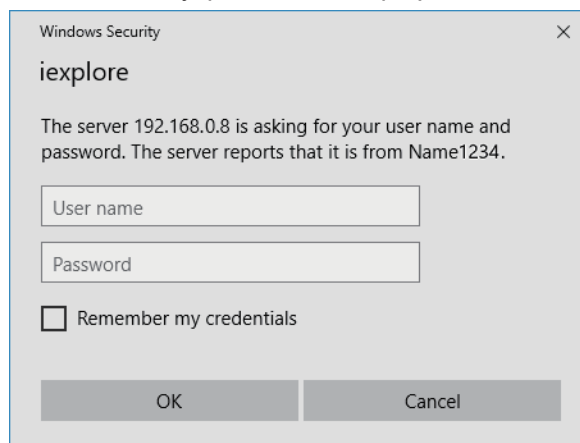 Windows Security
iexplore
The server 192.168.0.8 is asking for your user name and
password. The server reports that it is from Name1234.
User name
Password
Remember my credentials
OK
Cancel